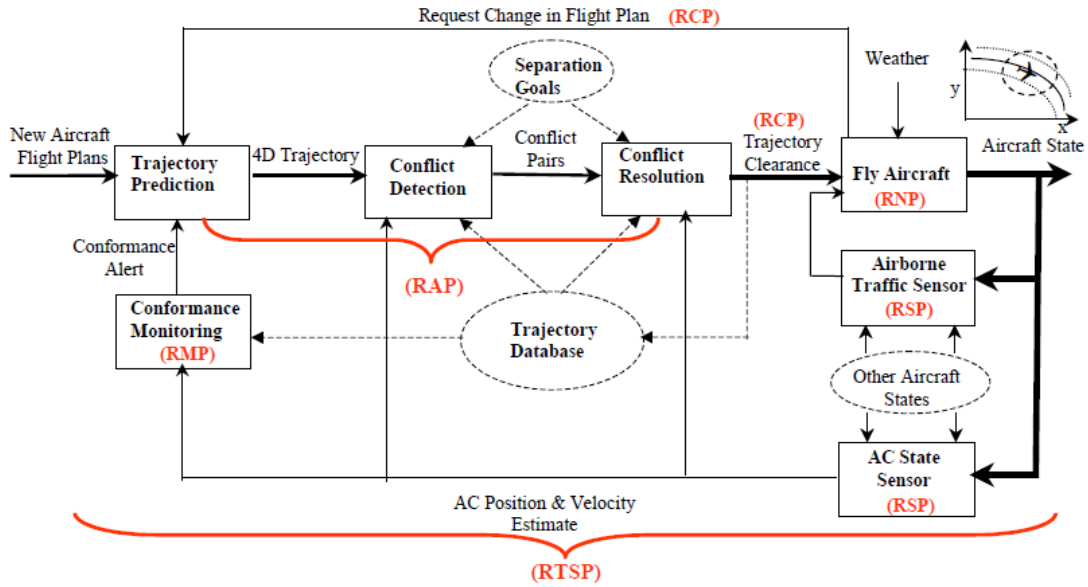 Request Change in Flight Plan (RCP)
Separation
Goals
Weather
y
x
New Aircraft
Flight Plans
Trajectory
Prediction
4D Trajectory
Conflict
Detection
Conflict
Pairs
Conflict
Resolution
(RCP)
Trajectory
Clearance
Fly Aircraft
(RNP)
Aircraft State
Conformance
Alert
(RAP)
Airborne
Traffic Sensor
(RSP)
Conformance
Monitoring
(RMP)
Trajectory
Database
Other Aircraft
States
AC State
Sensor
(RSP)
AC Position & Velocity
Estimate
(RTSP)